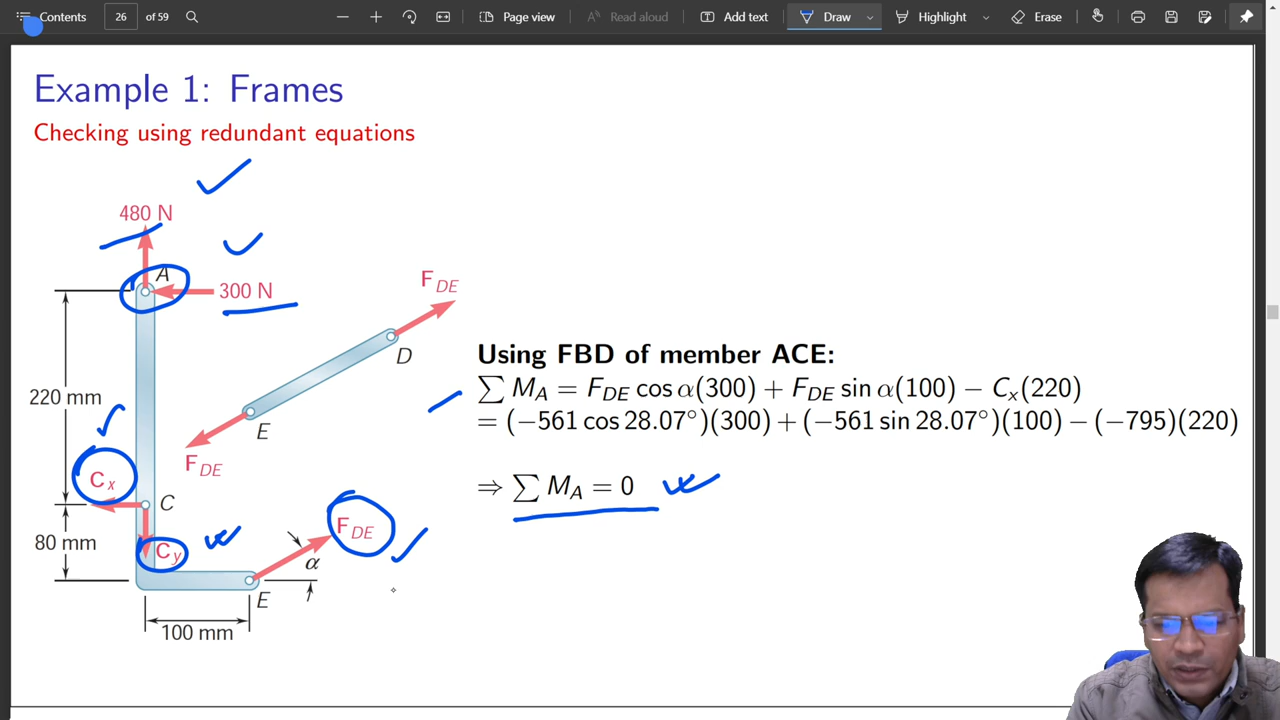 Contents 26 of 59 Page view Read aloud Add text Draw Highlight Erase
Example 1: Frames
Checking using redundant equations
480 N
A
300 N
F_DE
D
E
F_DE
220 mm
C_x
C
80 mm
C_y
F_DE
α
E
100 mm
Using FBD of member ACE:
∑ M_A = F_DE cos α(300) + F_DE sin α(100) − C_x(220)
= (−561 cos 28.07°)(300) + (−561 sin 28.07°)(100) − (−795)(220)
⇒ ∑ M_A = 0